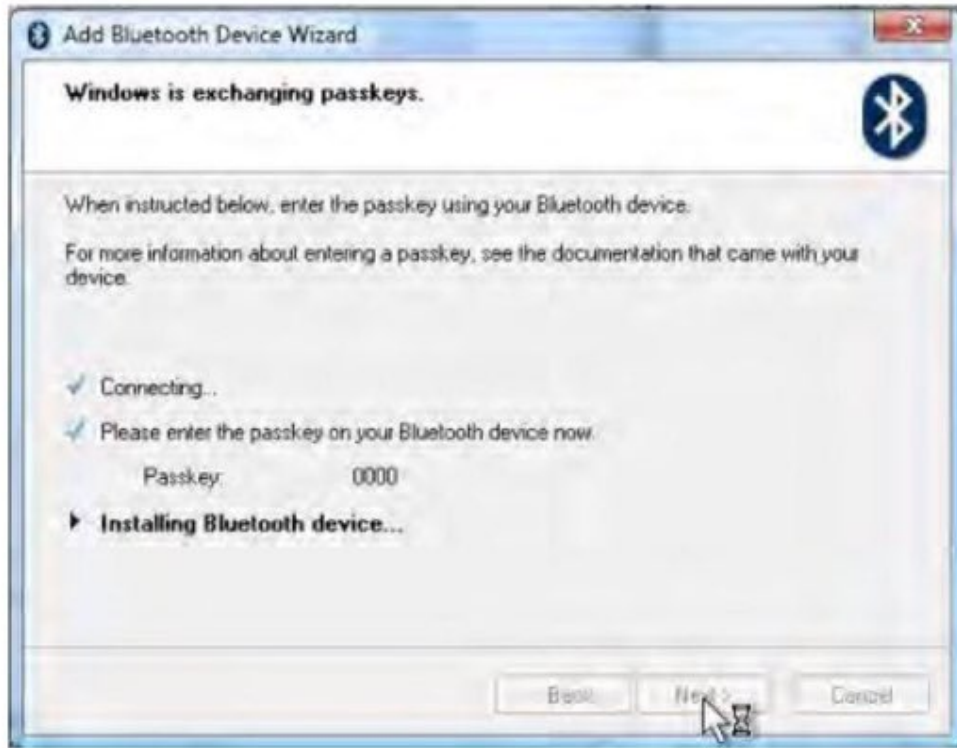 Add Bluetooth Device Wizard
Windows is exchanging passkeys.
When instructed below, enter the passkey using your Bluetooth device.
For more information about entering a passkey, see the documentation that came with your
device.
Connecting...
Please enter the passkey on your Bluetooth device now.
Passkey: 0000
Installing Bluetooth device...
Back Next > Cancel